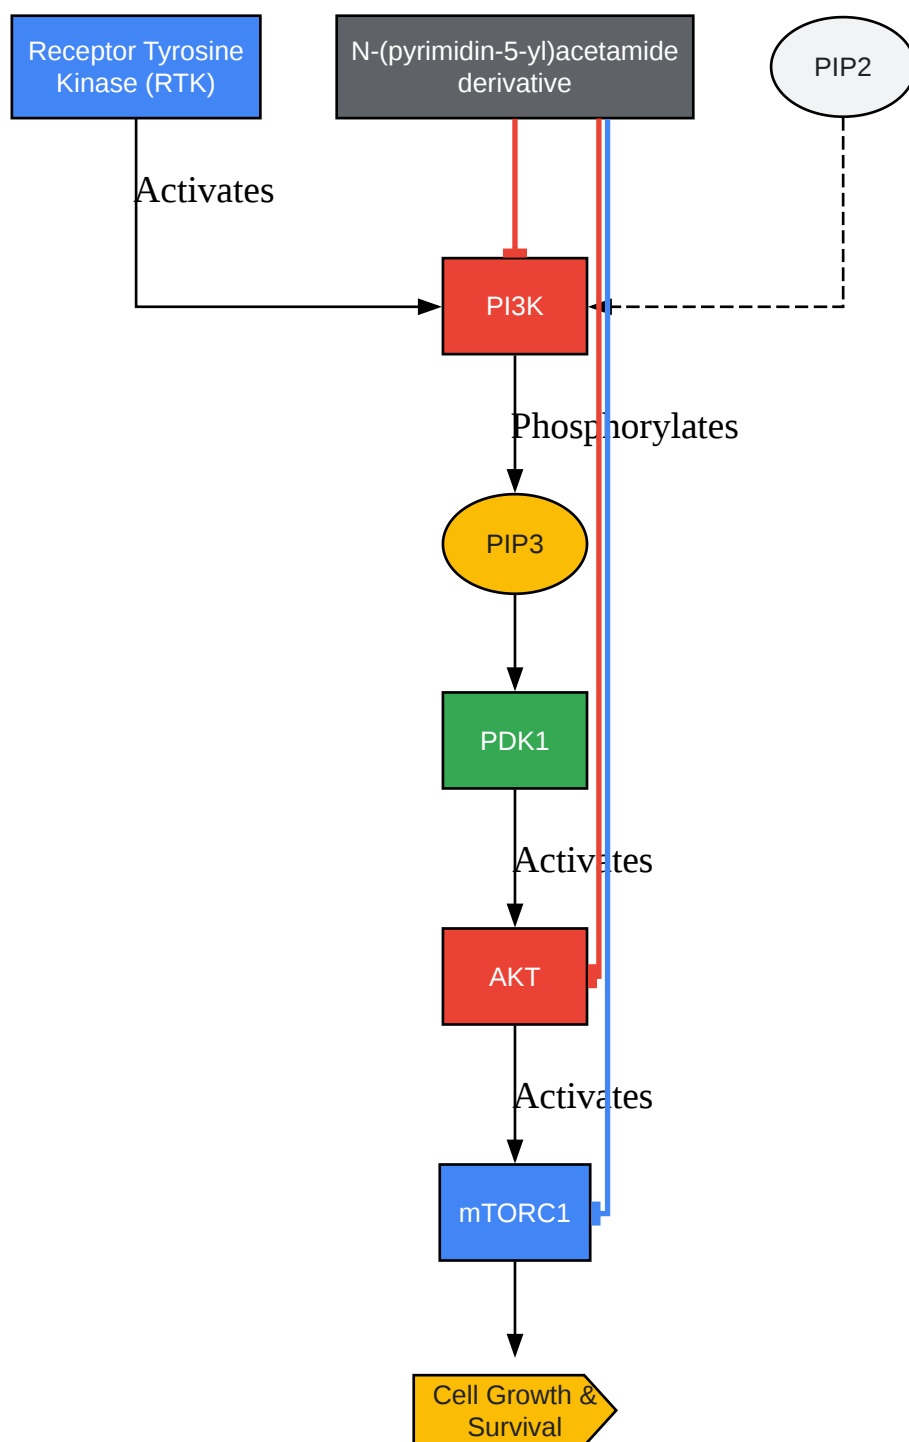 Receptor Tyrosine
Kinase (RTK)
N-(pyrimidin-5-yl)acetamide
derivative
PIP2
Activates
PI3K
Phosphorylates
PIP3
PDK1
Activates
AKT
Activates
mTORC1
Cell Growth &
Survival